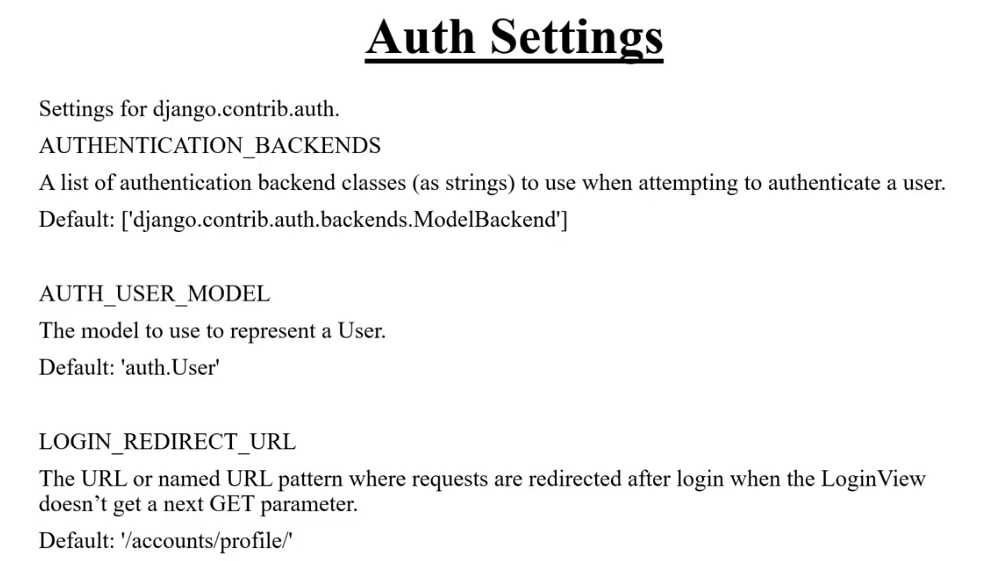 Auth Settings
Settings for django.contrib.auth.
AUTHENTICATION_BACKENDS
A list of authentication backend classes (as strings) to use when attempting to authenticate a user.
Default: ['django.contrib.auth.backends.ModelBackend']
AUTH_USER_MODEL
The model to use to represent a User.
Default: 'auth.User'
LOGIN_REDIRECT_URL
The URL or named URL pattern where requests are redirected after login when the LoginView
doesn’t get a next GET parameter.
Default: '/accounts/profile/'